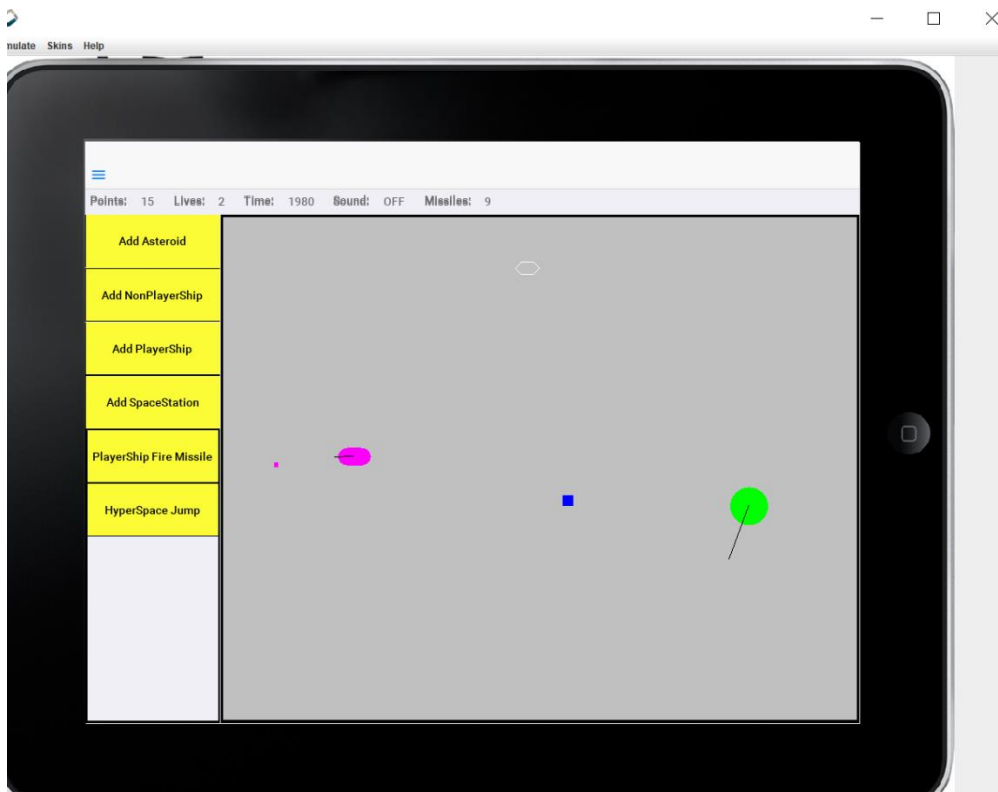 Skins Help
Points: 15 Lives: 2 Time: 1980 Sound: OFF Missiles: 9
Add Asteroid
Add NonPlayerShip
Add PlayerShip
Add SpaceStation
PlayerShip Fire Missile
HyperSpace Jump